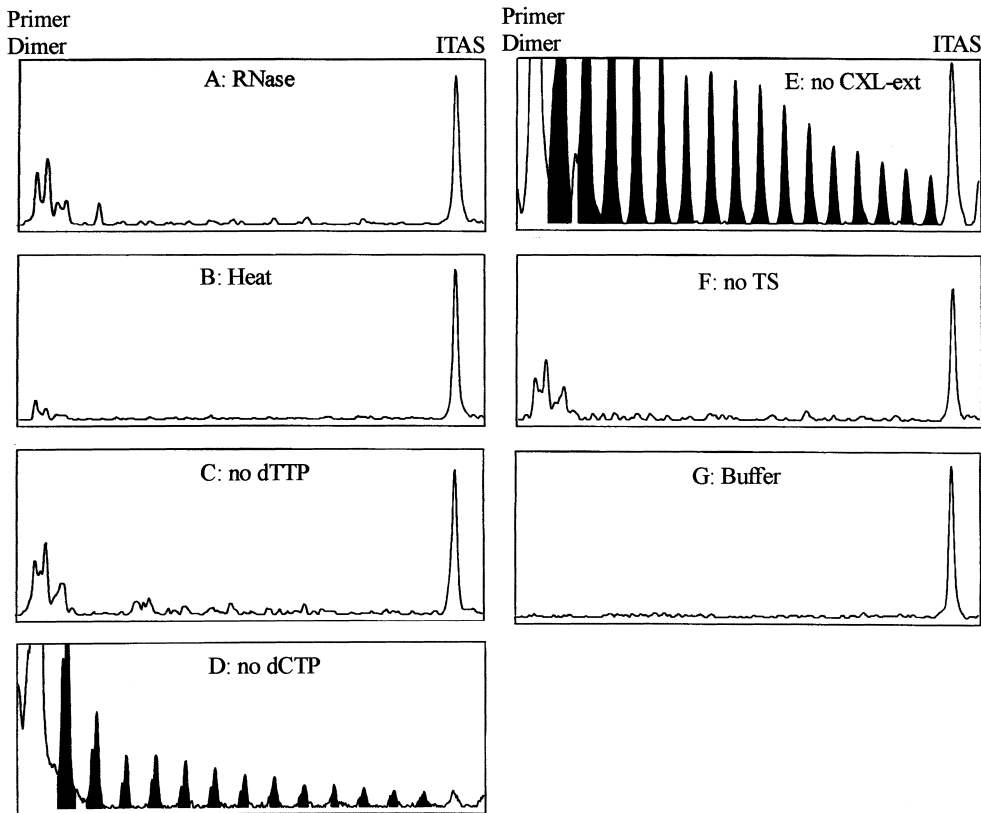 Primer
Dimer
ITAS
A: RNase
B: Heat
C: no dTTP
D: no dCTP
Primer
Dimer
ITAS
E: no CXL-ext
F: no TS
G: Buffer